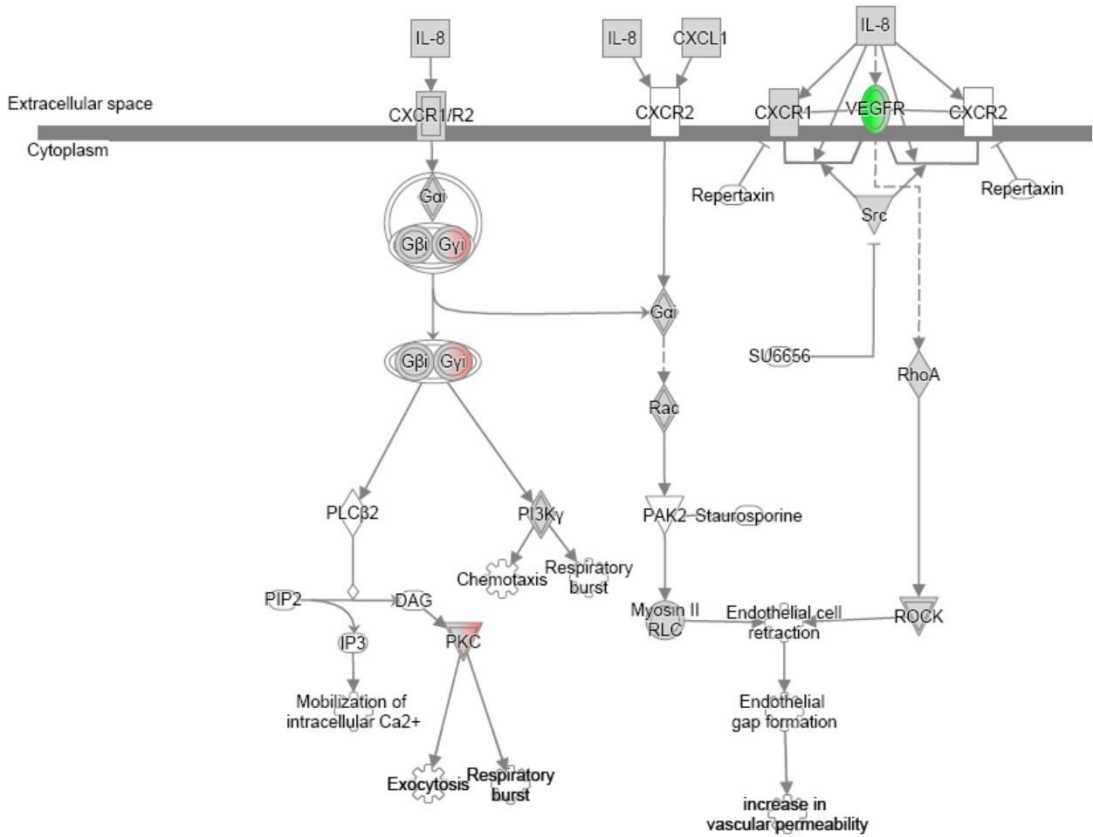 IL-8
IL-8
CXCL1
IL-8
Extracellular space
CXCR1/R2
CXCR2
CXCR1
VEGFR
CXCR2
Cytoplasm
Repertaxin
Repertaxin
Src
Gαi
Gβi
Gγi
Gαi
SU6656
Gβi
Gγi
RhoA
Rac
PLCβ2
PI3Kγ
PAK2
Staurosporine
Chemotaxis
Respiratory
burst
PIP2
DAG
Myosin II
RLC
Endothelial cell
retraction
ROCK
IP3
PKC
Mobilization of
intracellular Ca2+
Endothelial
gap formation
Exocytosis
Respiratory
burst
increase in
vascular permeability